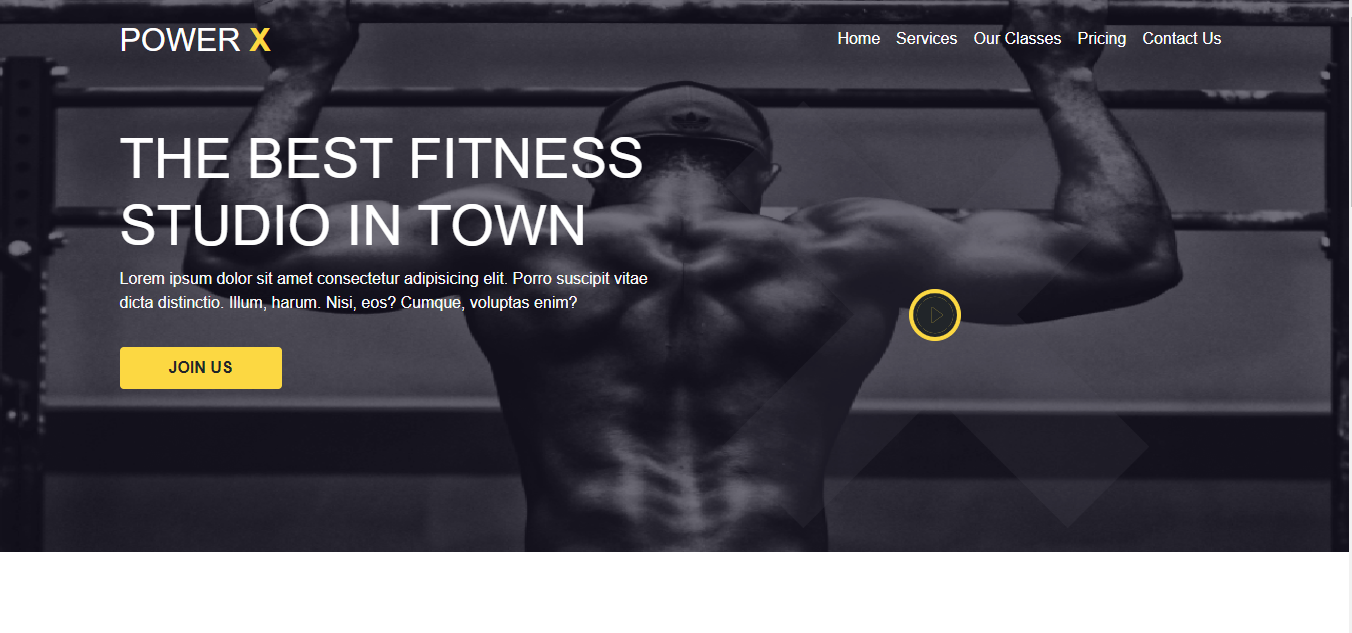 POWER X
Home Services Our Classes Pricing Contact Us
THE BEST FITNESS
STUDIO IN TOWN
Lorem ipsum dolor sit amet consectetur adipisicing elit. Porro suscipit vitae
dicta distinctio. Illum, harum. Nisi, eos? Cumque, voluptas enim?
JOIN US